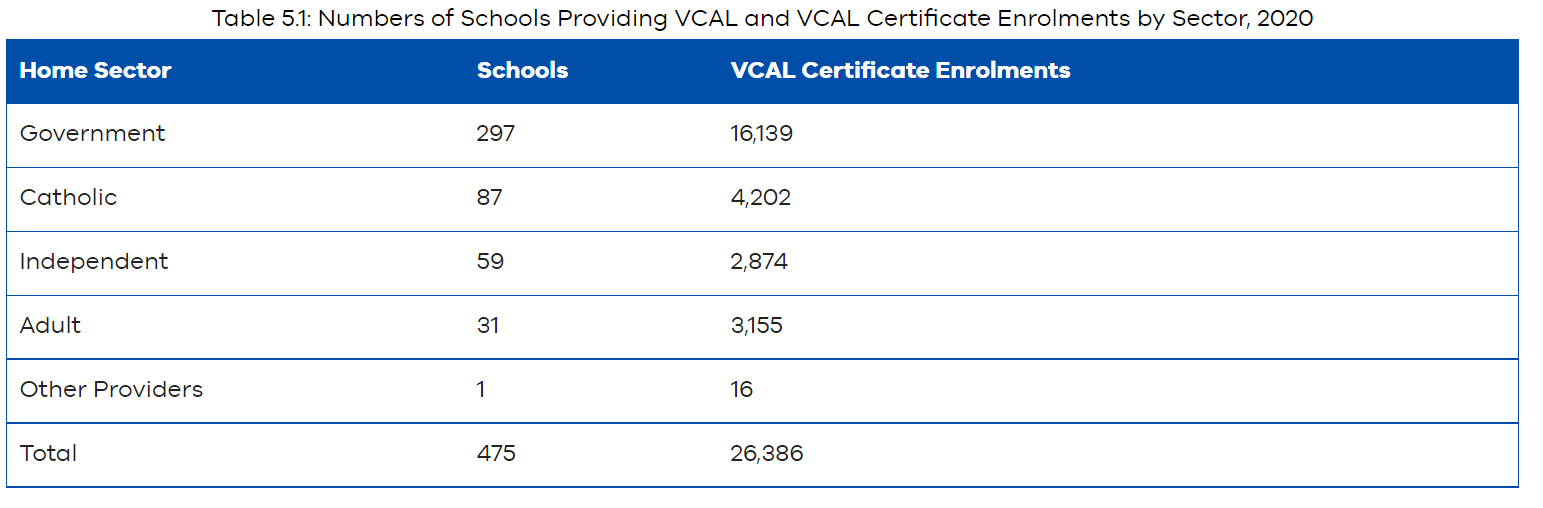 Table 5.1: Numbers of Schools Providing VCAL and VCAL Certificate Enrolments by Sector, 2020
Home Sector Schools VCAL Certificate Enrolments
Government 297 16,139
Catholic 87 4,202
Independent 59 2,874
Adult 31 3,155
Other Providers 1 16
Total 475 26,386